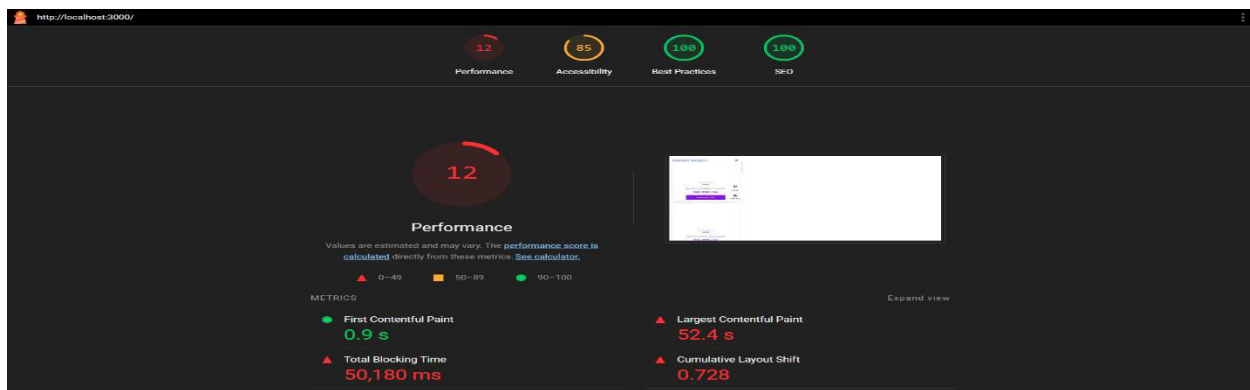 http://localhost:3000/
12
85
100
100
Performance
Accessibility
Best Practices
SEO
12
Performance
Values are estimated and may vary. The performance score is
calculated directly from these metrics. See calculator.
0–49
50–89
90–100
METRICS
Expand view
First Contentful Paint
0.9 s
Largest Contentful Paint
52.4 s
Total Blocking Time
50,180 ms
Cumulative Layout Shift
0.728